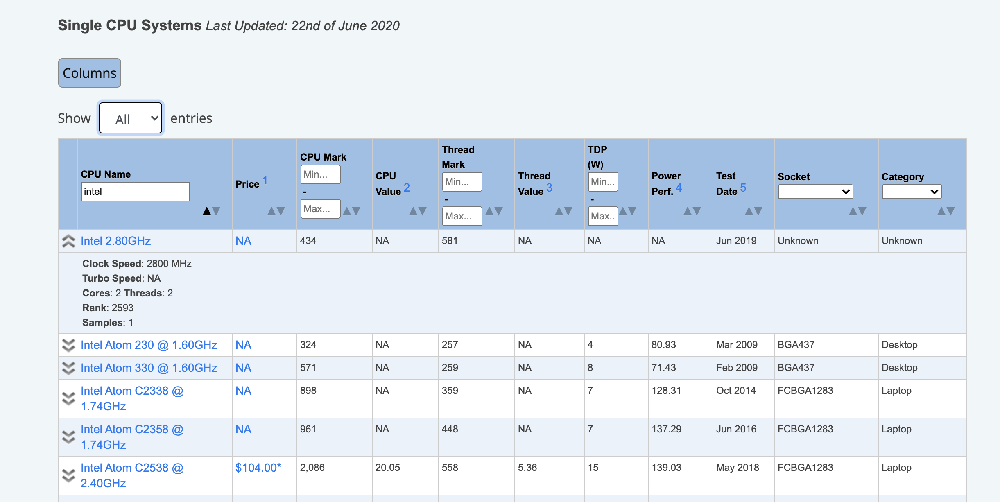 Single CPU Systems Last Updated: 22nd of June 2020
Columns
Show All entries
CPU Name
intel
Price 1
CPU Mark
Min...
-
Max...
CPU
Value 2
Thread
Mark
Min...
-
Max...
Thread
Value 3
TDP
(W)
Min...
-
Max..
Power
Perf. 4
Test
Date 5
Socket
Category
Intel 2.80GHz NA 434 NA 581 NA NA NA Jun 2019 Unknown Unknown
Clock Speed: 2800 MHz
Turbo Speed: NA
Cores: 2 Threads: 2
Rank: 2593
Samples: 1
Intel Atom 230 @ 1.60GHz NA 324 NA 257 NA 4 80.93 Mar 2009 BGA437 Desktop
Intel Atom 330 @ 1.60GHz NA 571 NA 259 NA 8 71.43 Feb 2009 BGA437 Desktop
Intel Atom C2338 @ NA 898 NA 359 NA 7 128.31 Oct 2014 FCBGA1283 Laptop
1.74GHz
Intel Atom C2358 @ NA 961 NA 448 NA 7 137.29 Jun 2016 FCBGA1283 Laptop
1.74GHz
Intel Atom C2538 @ $104.00* 2,086 20.05 558 5.36 15 139.03 May 2018 FCBGA1283 Laptop
2.40GHz